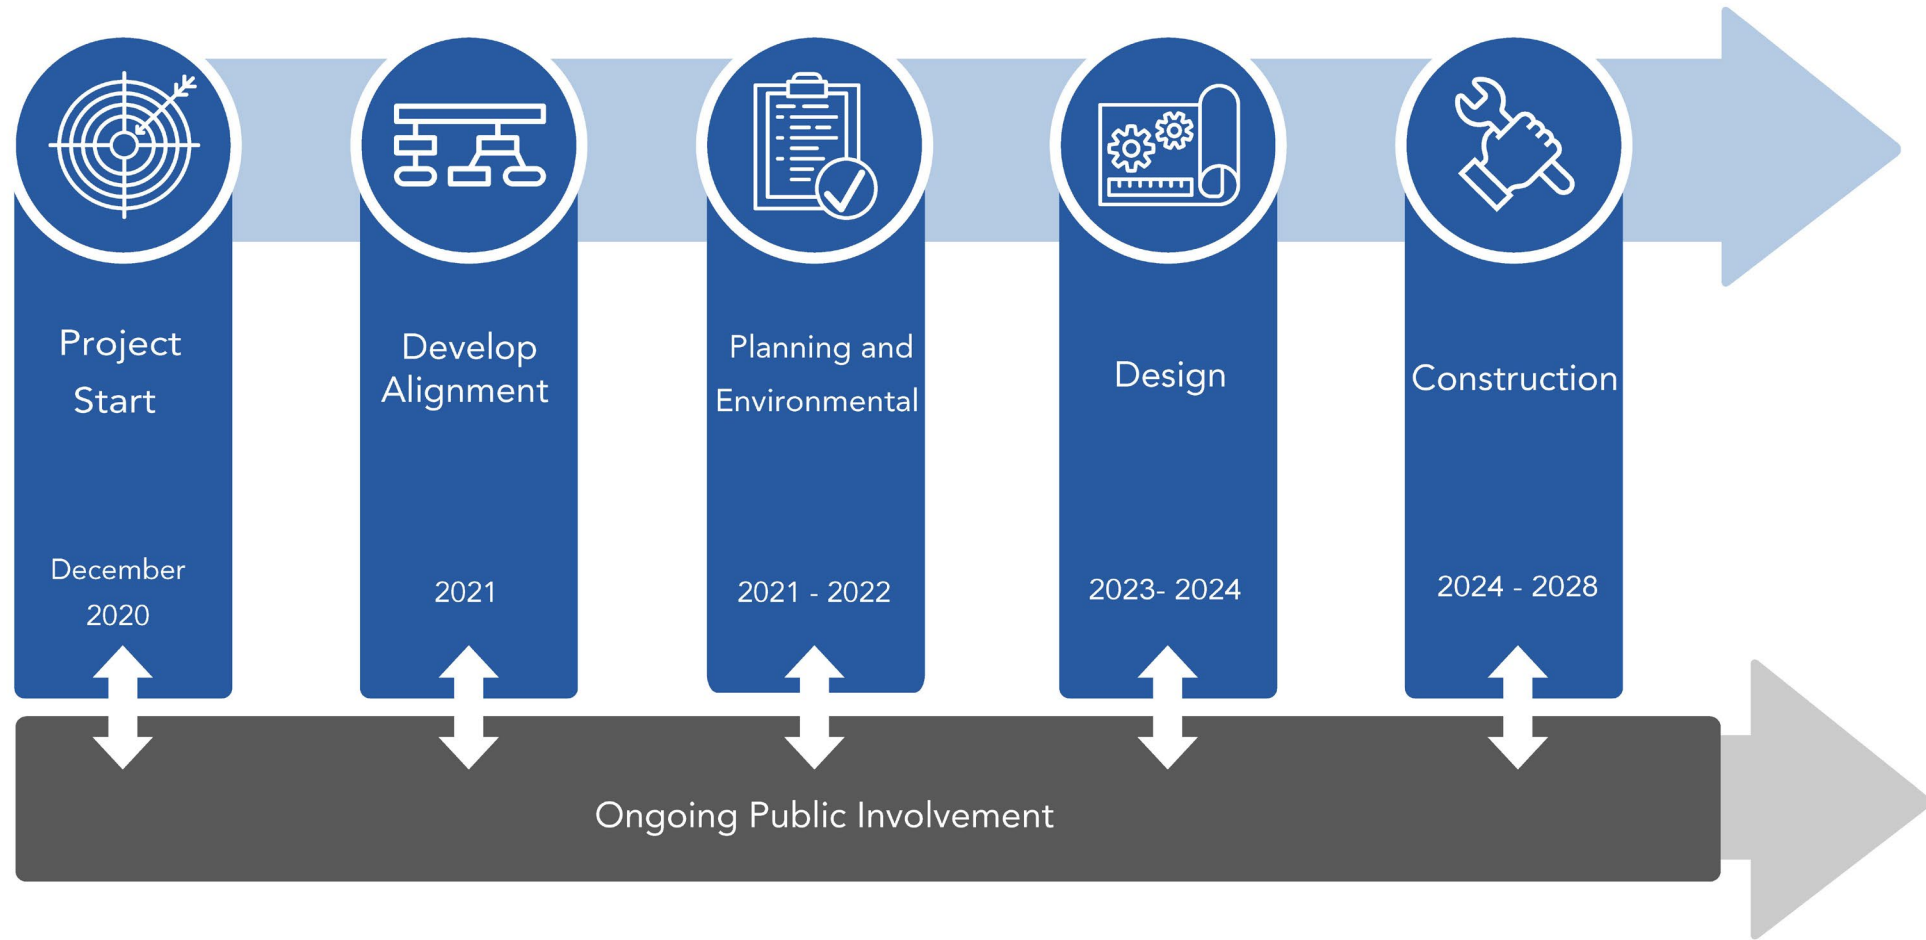 Project
Start
December
2020
Develop
Alignment
2021
Planning and
Environmental
2021 - 2022
Design
2023- 2024
Construction
2024 - 2028
Ongoing Public Involvement